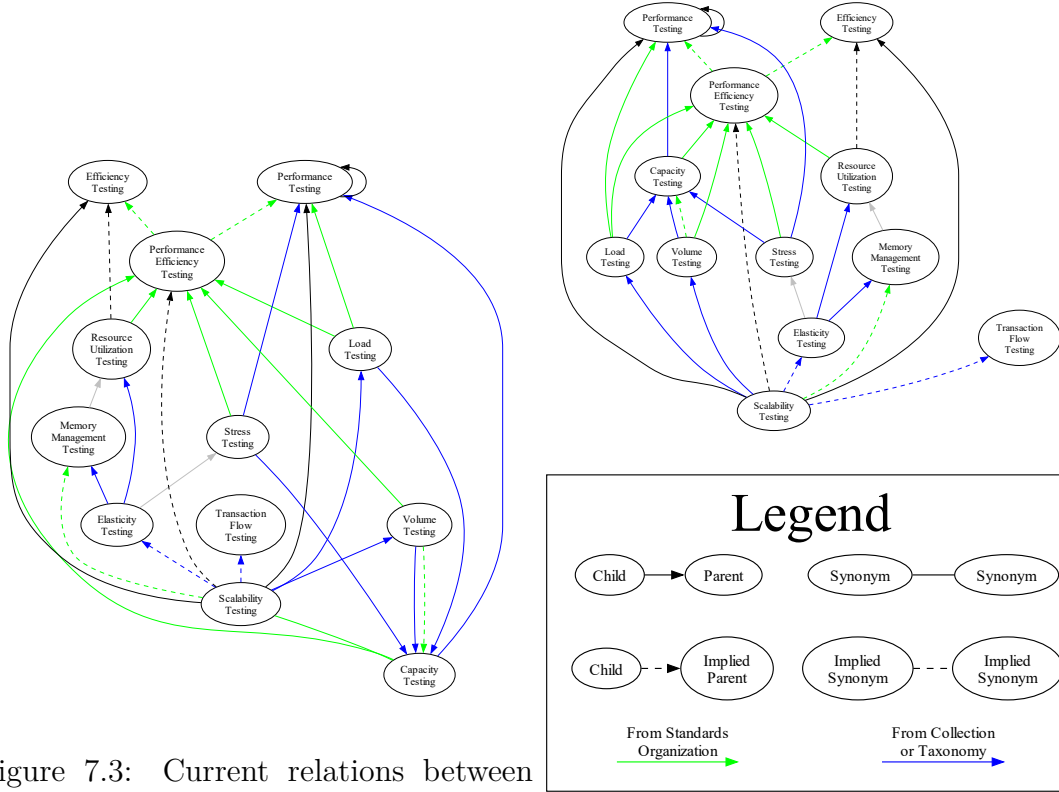 Efficiency
Testing
Performance
Testing
Performance
Efficiency
Testing
Resource
Utilization
Testing
Load
Testing
Memory
Management
Testing
Stress
Testing
Elasticity
Testing
Transaction
Flow
Testing
Volume
Testing
Scalability
Testing
Capacity
Testing
igure 7.3: Current relations between
Performance
Testing
Efficiency
Testing
Performance
Efficiency
Testing
Capacity
Testing
Resource
Utilization
Testing
Load
Testing
Volume
Testing
Stress
Testing
Memory
Management
Testing
Elasticity
Testing
Transaction
Flow
Testing
Scalability
Testing
Legend
Child
Parent
Synonym
Synonym
Child
Implied
Parent
Implied
Synonym
Implied
Synonym
From Standards
Organization
From Collection
or Taxonomy